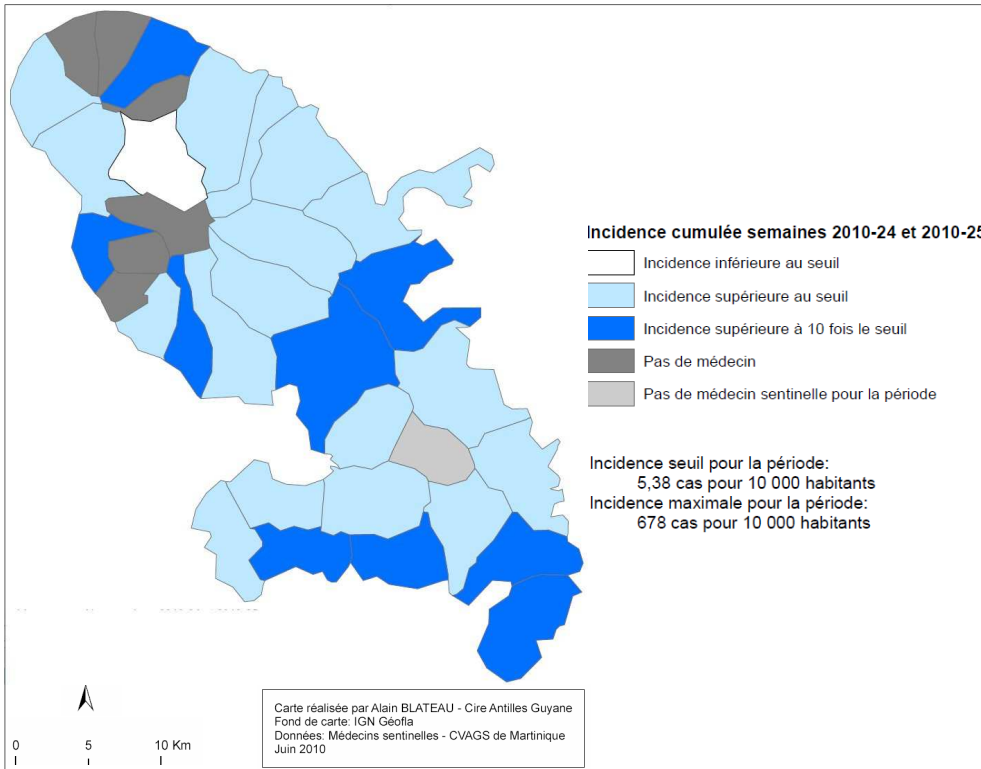 Incidence cumulée semaines 2010-24 et 2010-25
Incidence inférieure au seuil
Incidence supérieure au seuil
Incidence supérieure à 10 fois le seuil
Pas de médecin
Pas de médecin sentinelle pour la période
Incidence seuil pour la période:
5,38 cas pour 10 000 habitants
Incidence maximale pour la période:
678 cas pour 10 000 habitants
Carte réalisée par Alain BLATEAU - Cire Antilles Guyane
Fond de carte: IGN Géofla
Données: Médecins sentinelles - CVAGS de Martinique
Juin 2010
0 5 10 Km